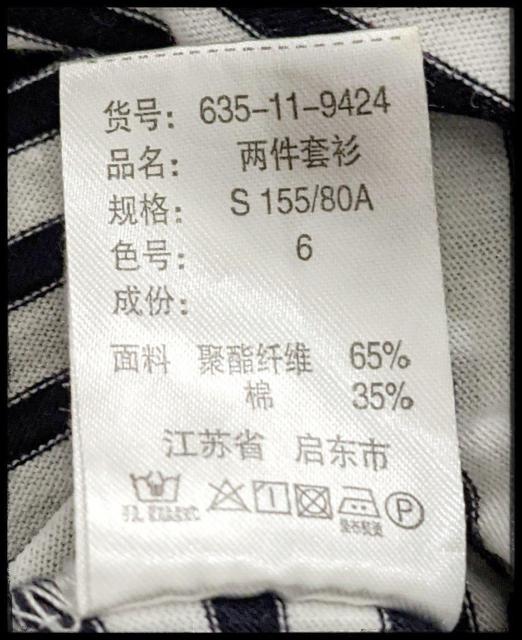 货号: 635-11-9424
品名: 两件套衫
规格: S 155/80A
色号: 6
成份:
面料 聚酯纤维 65%
棉 35%
江苏省 启东市
P